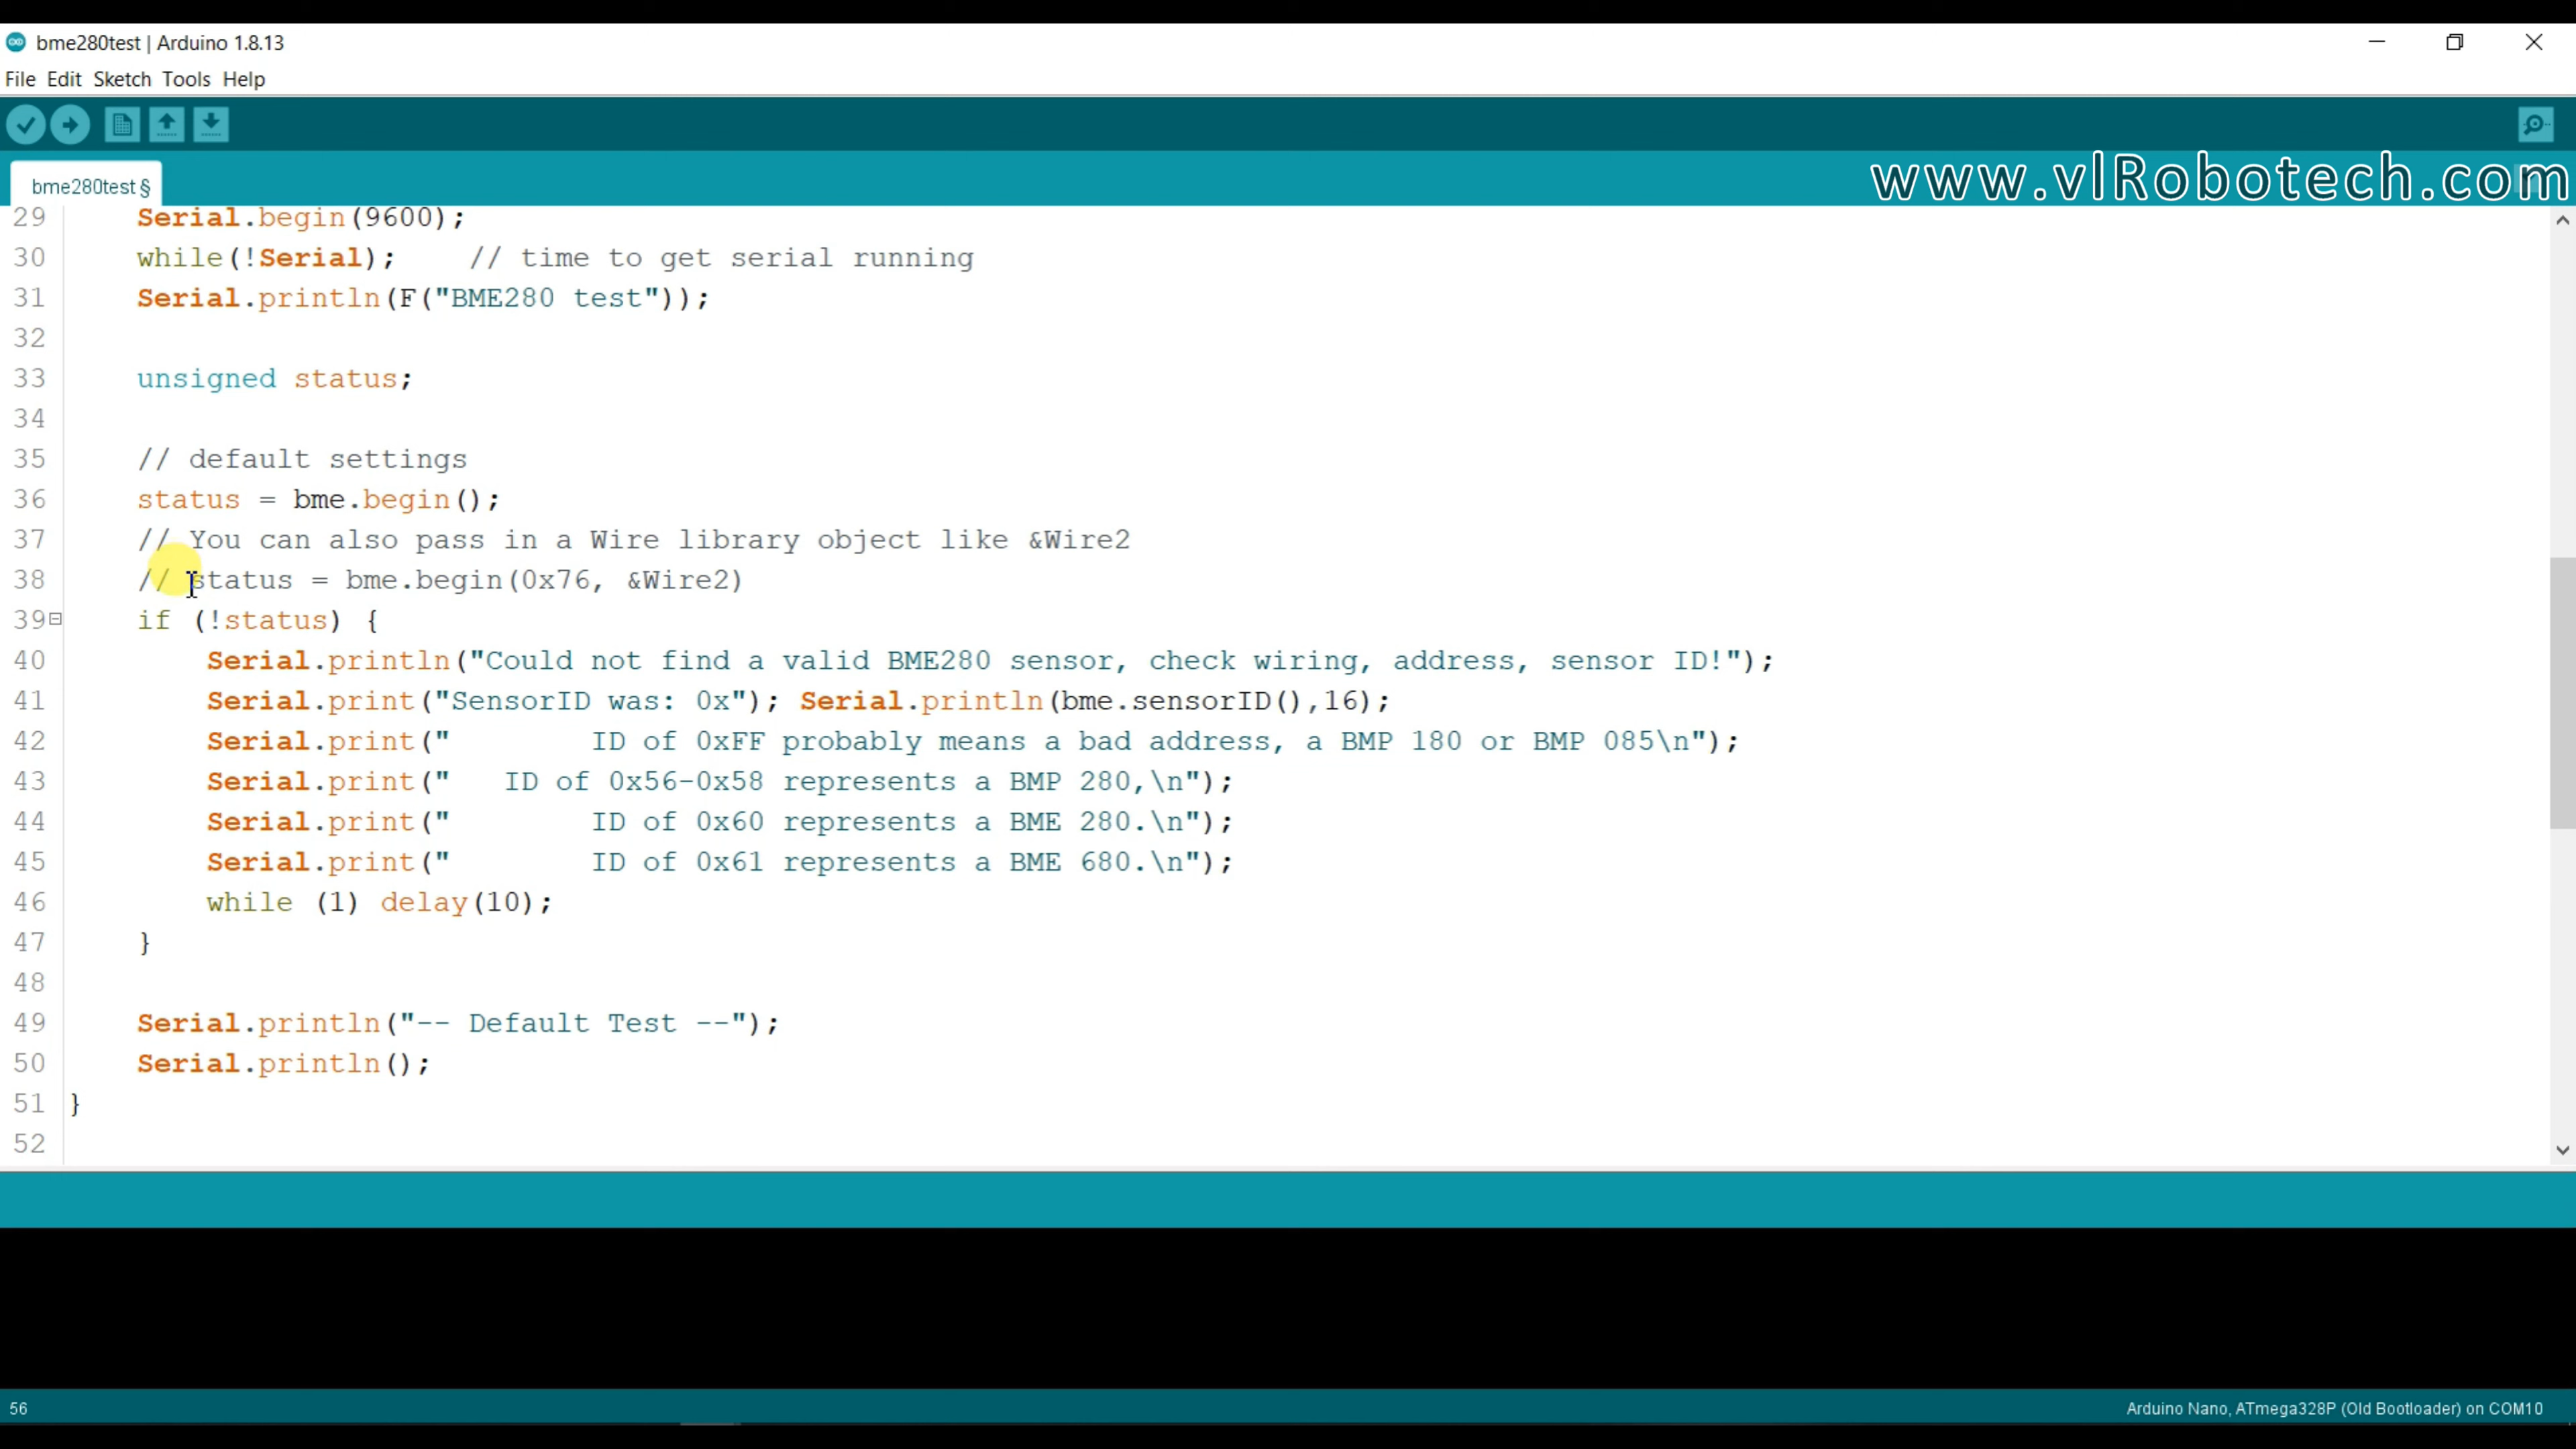 bme280test | Arduino 1.8.13
File Edit Sketch Tools Help
www.vlRobotech.com
bme280test §
29 Serial.begin(9600);
30 while(!Serial);    // time to get serial running
31 Serial.println(F("BME280 test"));
32
33 unsigned status;
34
35 // default settings
36 status = bme.begin();
37 // You can also pass in a Wire library object like &Wire2
38 // status = bme.begin(0x76, &Wire2)
39 if (!status) {
40 Serial.println("Could not find a valid BME280 sensor, check wiring, address, sensor ID!");
41 Serial.print("SensorID was: 0x"); Serial.println(bme.sensorID(),16);
42 Serial.print("        ID of 0xFF probably means a bad address, a BMP 180 or BMP 085\n");
43 Serial.print("   ID of 0x56-0x58 represents a BMP 280,\n");
44 Serial.print("        ID of 0x60 represents a BME 280.\n");
45 Serial.print("        ID of 0x61 represents a BME 680.\n");
46 while (1) delay(10);
47 }
48
49 Serial.println("-- Default Test --");
50 Serial.println();
51 }
52
56
Arduino Nano, ATmega328P (Old Bootloader) on COM10